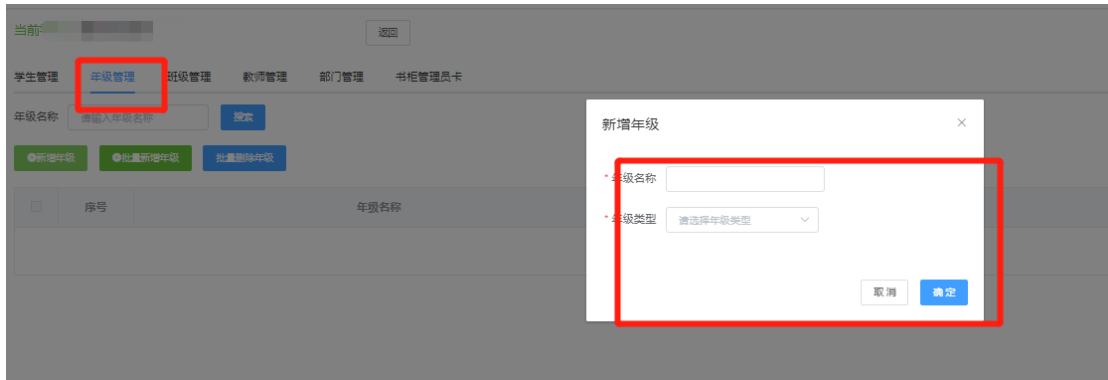 当前
返回
学生管理 年级管理 班级管理 教师管理 部门管理 书柜管理员卡
年级名称 请输入年级名称 搜索
新增年级 批量新增年级 批量删除年级
序号 年级名称
新增年级
* 年级名称
* 年级类型 请选择年级类型
取消 确定